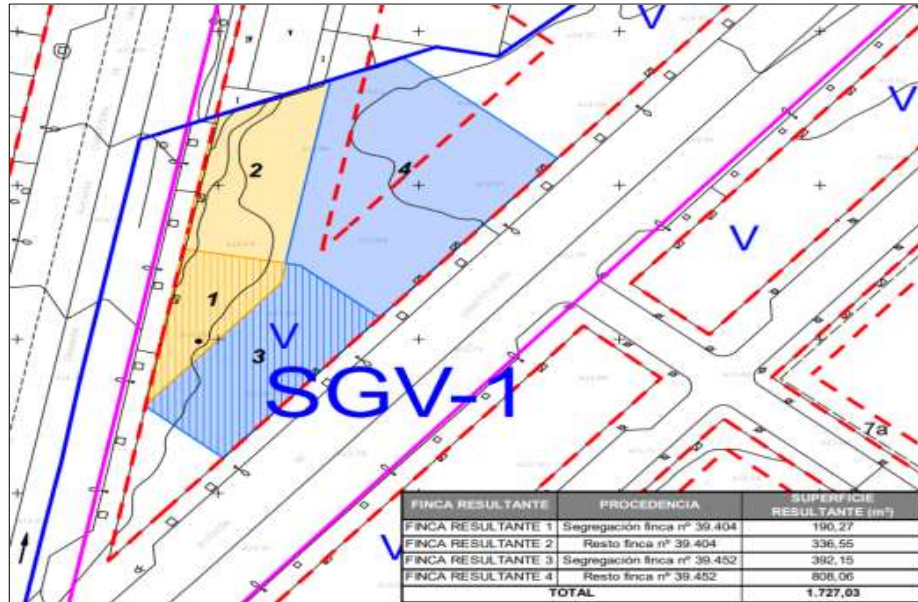 V
V
2
4
V
1
V
3
SGV-1
7a
V
FINCA RESULTANTE PROCEDENCIA SUPERFICIE RESULTANTE (m²)
FINCA RESULTANTE 1 Segregación finca nº 39.404 190,27
FINCA RESULTANTE 2 Resto finca nº 39.404 336,55
FINCA RESULTANTE 3 Segregación finca nº 39.452 392,15
FINCA RESULTANTE 4 Resto finca nº 39.452 808,06
TOTAL 1.727,03